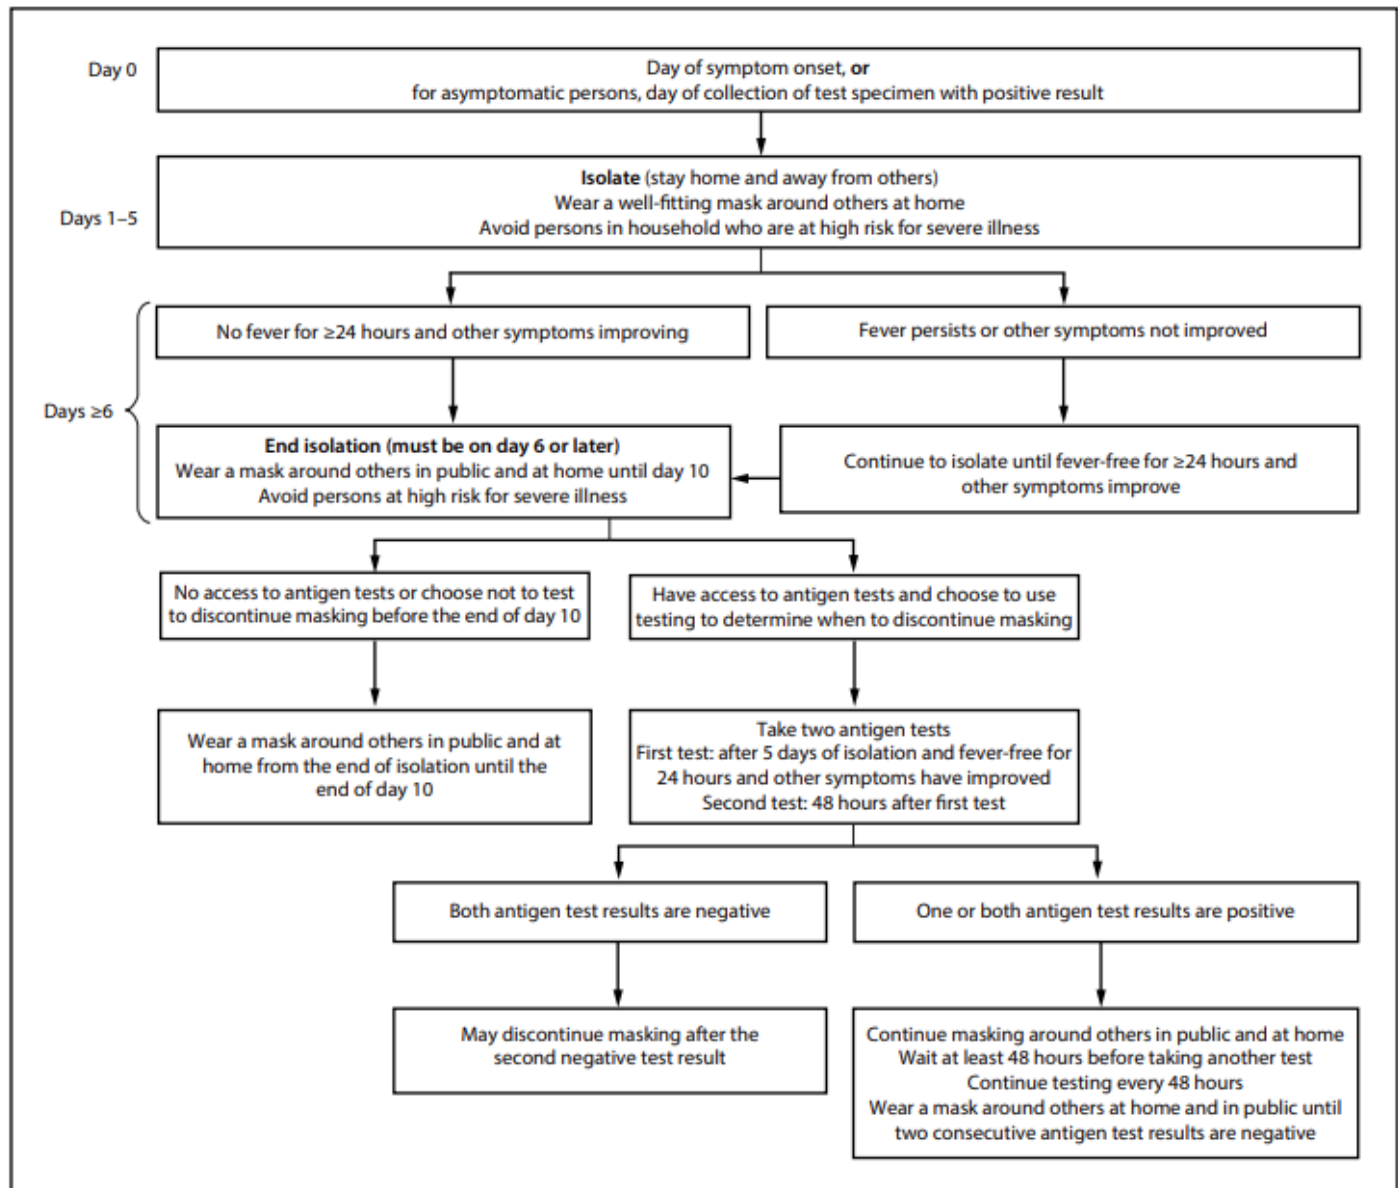 Day 0
Day of symptom onset, or
for asymptomatic persons, day of collection of test specimen with positive result
Days 1–5
Isolate (stay home and away from others)
Wear a well-fitting mask around others at home
Avoid persons in household who are at high risk for severe illness
Days ≥6
No fever for ≥24 hours and other symptoms improving
Fever persists or other symptoms not improved
End isolation (must be on day 6 or later)
Wear a mask around others in public and at home until day 10
Avoid persons at high risk for severe illness
Continue to isolate until fever-free for ≥24 hours and
other symptoms improve
No access to antigen tests or choose not to test
to discontinue masking before the end of day 10
Have access to antigen tests and choose to use
testing to determine when to discontinue masking
Wear a mask around others in public and at
home from the end of isolation until the
end of day 10
Take two antigen tests
First test: after 5 days of isolation and fever-free for
24 hours and other symptoms have improved
Second test: 48 hours after first test
Both antigen test results are negative
One or both antigen test results are positive
May discontinue masking after the
second negative test result
Continue masking around others in public and at home
Wait at least 48 hours before taking another test
Continue testing every 48 hours
Wear a mask around others at home and in public until
two consecutive antigen test results are negative